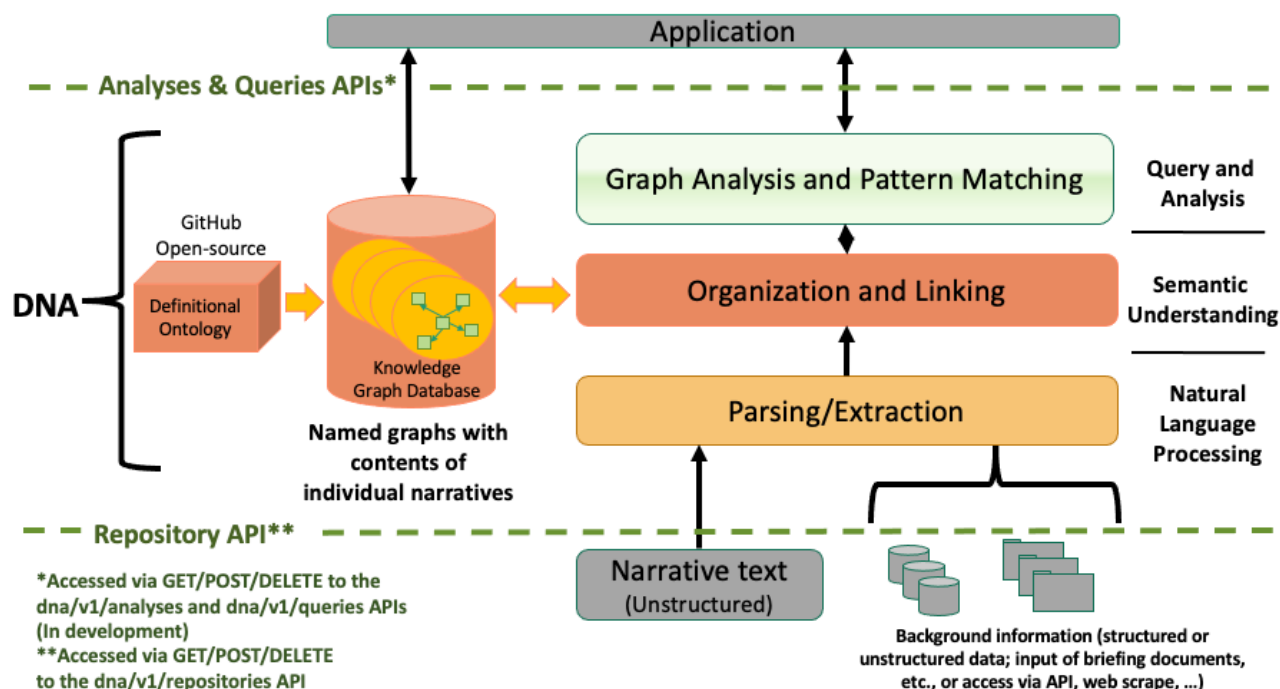 Application
Analyses & Queries APIs*
DNA
GitHub
Open-source
Definitional
Ontology
Knowledge
Graph Database
Named graphs with
contents of
individual narratives
Graph Analysis and Pattern Matching
Organization and Linking
Parsing/Extraction
Query and
Analysis
Semantic
Understanding
Natural
Language
Processing
Repository API**
*Accessed via GET/POST/DELETE to the
dna/v1/analyses and dna/v1/queries APIs
(In development)
**Accessed via GET/POST/DELETE
to the dna/v1/repositories API
Narrative text
(Unstructured)
Background information (structured or
unstructured data; input of briefing documents,
etc., or access via API, web scrape, ...)